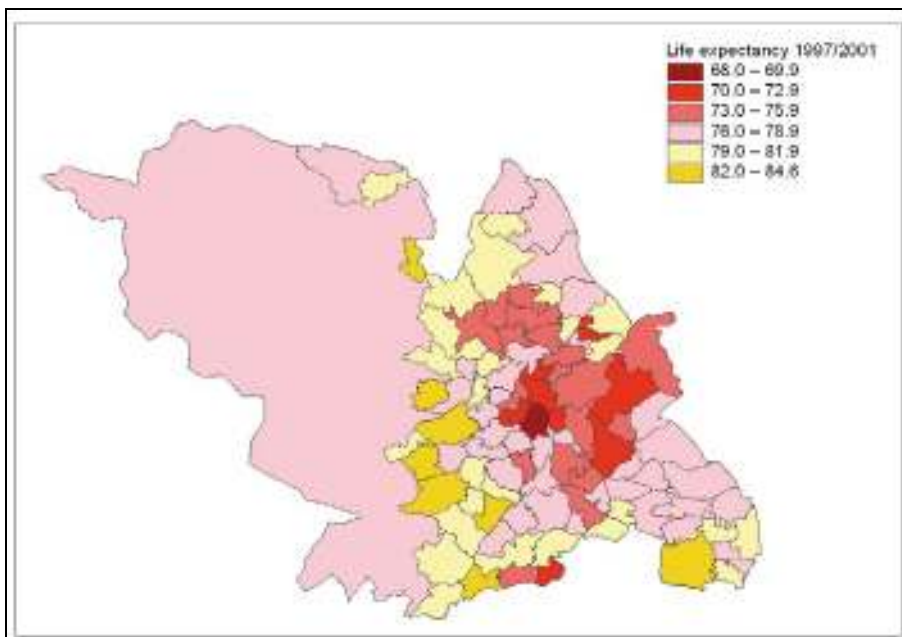 Life expectancy 1997/2001
68.0 – 69.9
70.0 – 72.9
73.0 – 75.9
76.0 – 78.9
79.0 – 81.9
82.0 – 84.6